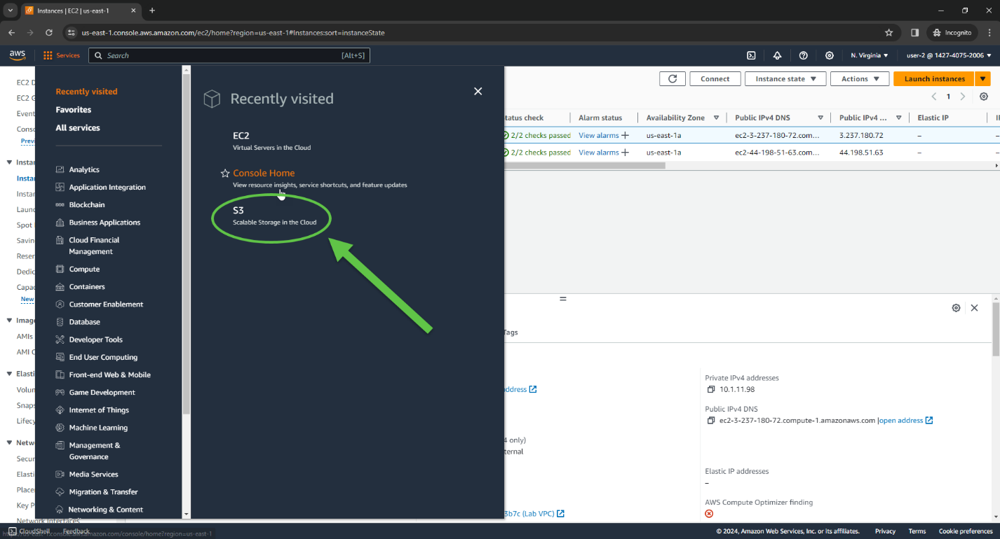 Instances | EC2 | us-east-1
us-east-1.console.aws.amazon.com/ec2/home?region=us-east-1#Instances:sort=instanceState
Incognito
aws
Services
Search
[Alt+S]
N. Virginia
user-2 @ 1427-4075-2006
Recently visited
Favorites
All services
Analytics
Application Integration
Blockchain
Business Applications
Cloud Financial
Management
Compute
Containers
Customer Enablement
Database
Developer Tools
End User Computing
Front-end Web & Mobile
Game Development
Internet of Things
Machine Learning
Management &
Governance
Media Services
Migration & Transfer
Networking & Content
Recently visited
EC2
Virtual Servers in the Cloud
Console Home
View resource insights, service shortcuts, and feature updates
S3
Scalable Storage in the Cloud
Connect
Instance state
Actions
Launch instances
1
tatus check
Alarm status
Availability Zone
Public IPv4 DNS
Public IPv4 ...
Elastic IP
2/2 checks passed
View alarms +
us-east-1a
ec2-3-237-180-72.com...
3.237.180.72
–
2/2 checks passed
View alarms +
us-east-1a
ec2-44-198-51-63.com...
44.198.51.63
–
Tags
Private IPv4 addresses
10.1.11.98
address
Public IPv4 DNS
ec2-3-237-180-72.compute-1.amazonaws.com |open address
4 only)
ternal
Elastic IP addresses
–
AWS Compute Optimizer finding
3b7c (Lab VPC)
EC2 D
EC2 G
Event
Conso
Previ
Instan
Instan
Instan
Launc
Spot
Savin
Reser
Dedic
Capac
New
Image
AMIs
AMI C
Elasti
Volun
Snaps
Lifecy
Netwo
Secur
Elasti
Placer
Key P
Network Interfaces
CloudShell
Feedback
https://us-east-1.console.aws.amazon.com/console/home?region=us-east-1
© 2024, Amazon Web Services, Inc. or its affiliates.
Privacy
Terms
Cookie preferences